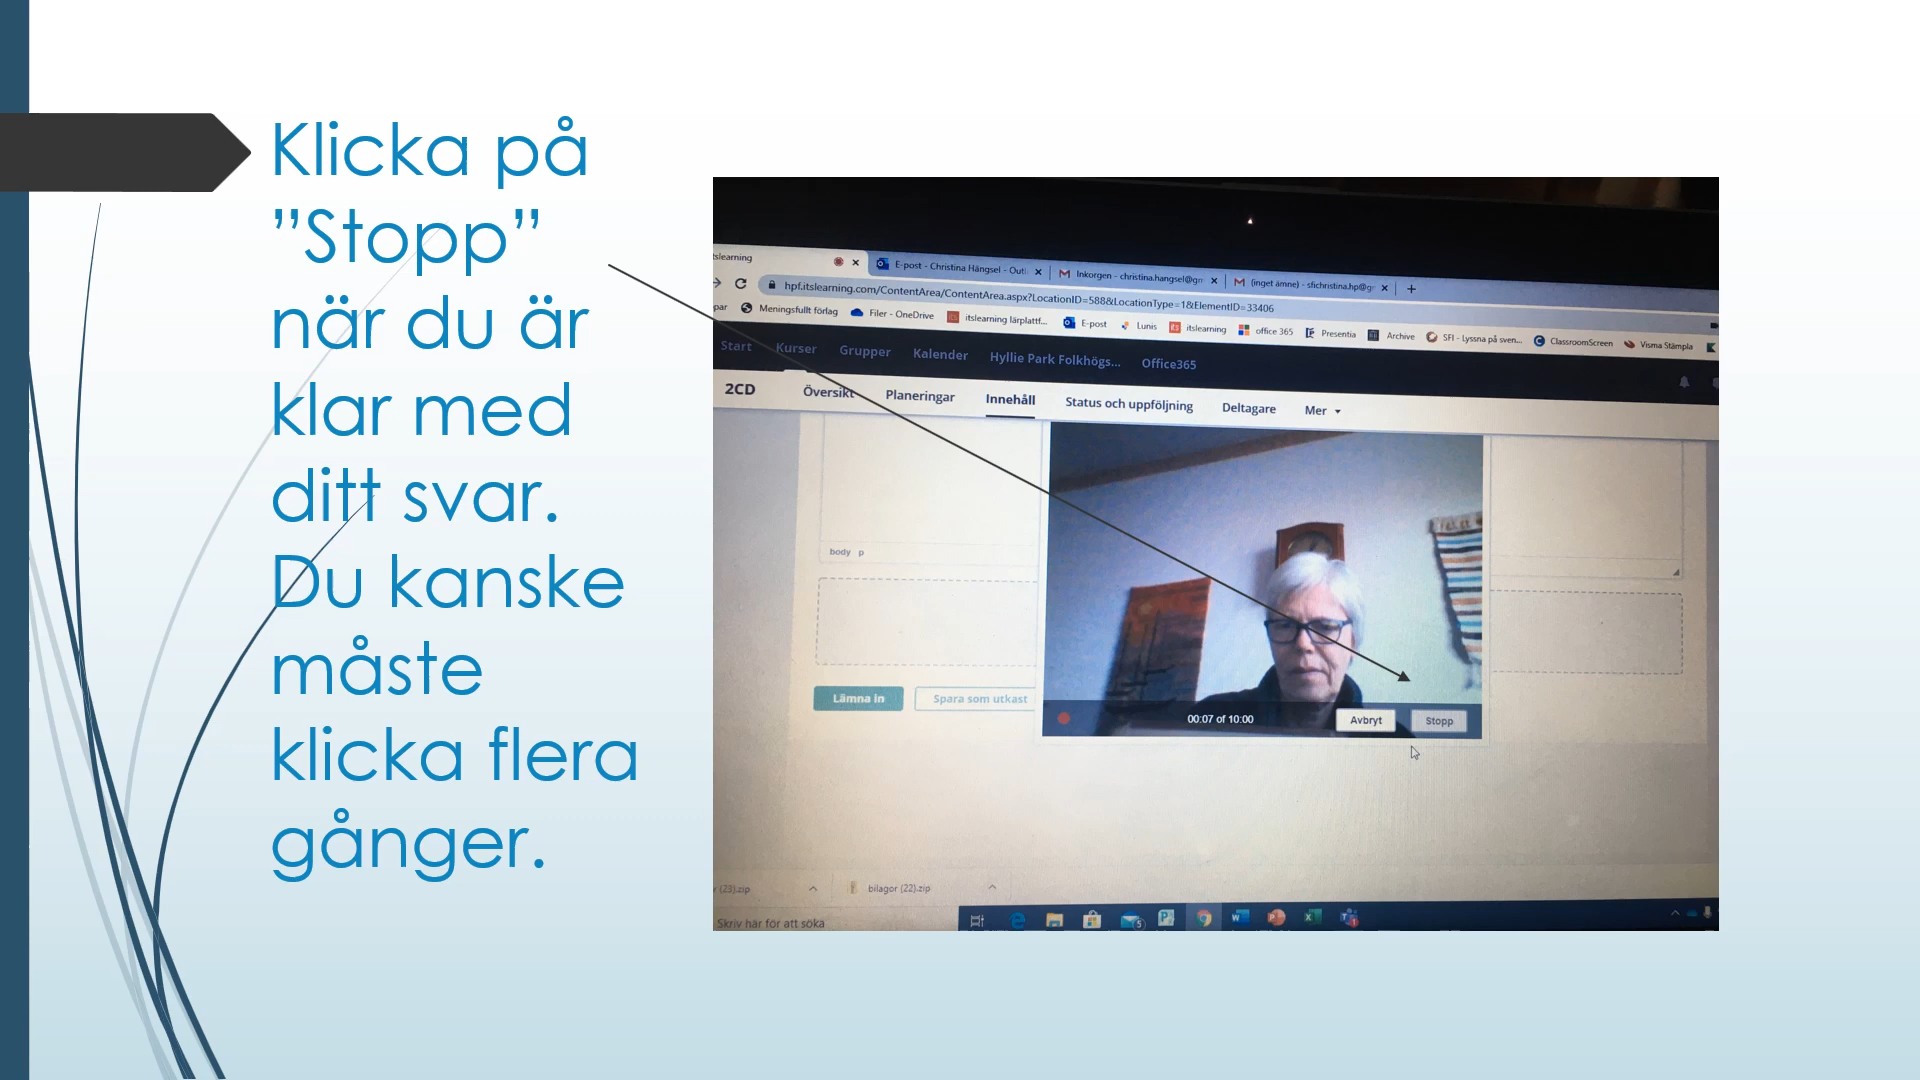 Klicka på
”Stopp”
när du är
klar med
ditt svar.
Du kanske
måste
klicka flera
gånger.
tslearning
E-post - Christina Hängsel - Outl
Inkorgen - christina.hangsel@gm
(inget ämne) - sfichristina.hp@g
hpf.itslearning.com/ContentArea/ContentArea.aspx?LocationID=588&LocationType=1&ElementID=33406
par Meningsfullt förlag Filer - OneDrive itslearning lärplattf... E-post Lunis itslearning office 365 Presentia Archive SFI - Lyssna på sven... ClassroomScreen Visma Stämpla
Start Kurser Grupper Kalender Hyllie Park Folkhögs... Office365
2CD Översikt Planeringar Innehåll Status och uppföljning Deltagare Mer
body p
Lämna in Spara som utkast
00:07 of 10:00 Avbryt Stopp
(23).zip bilagor (22).zip
Skriv här för att söka